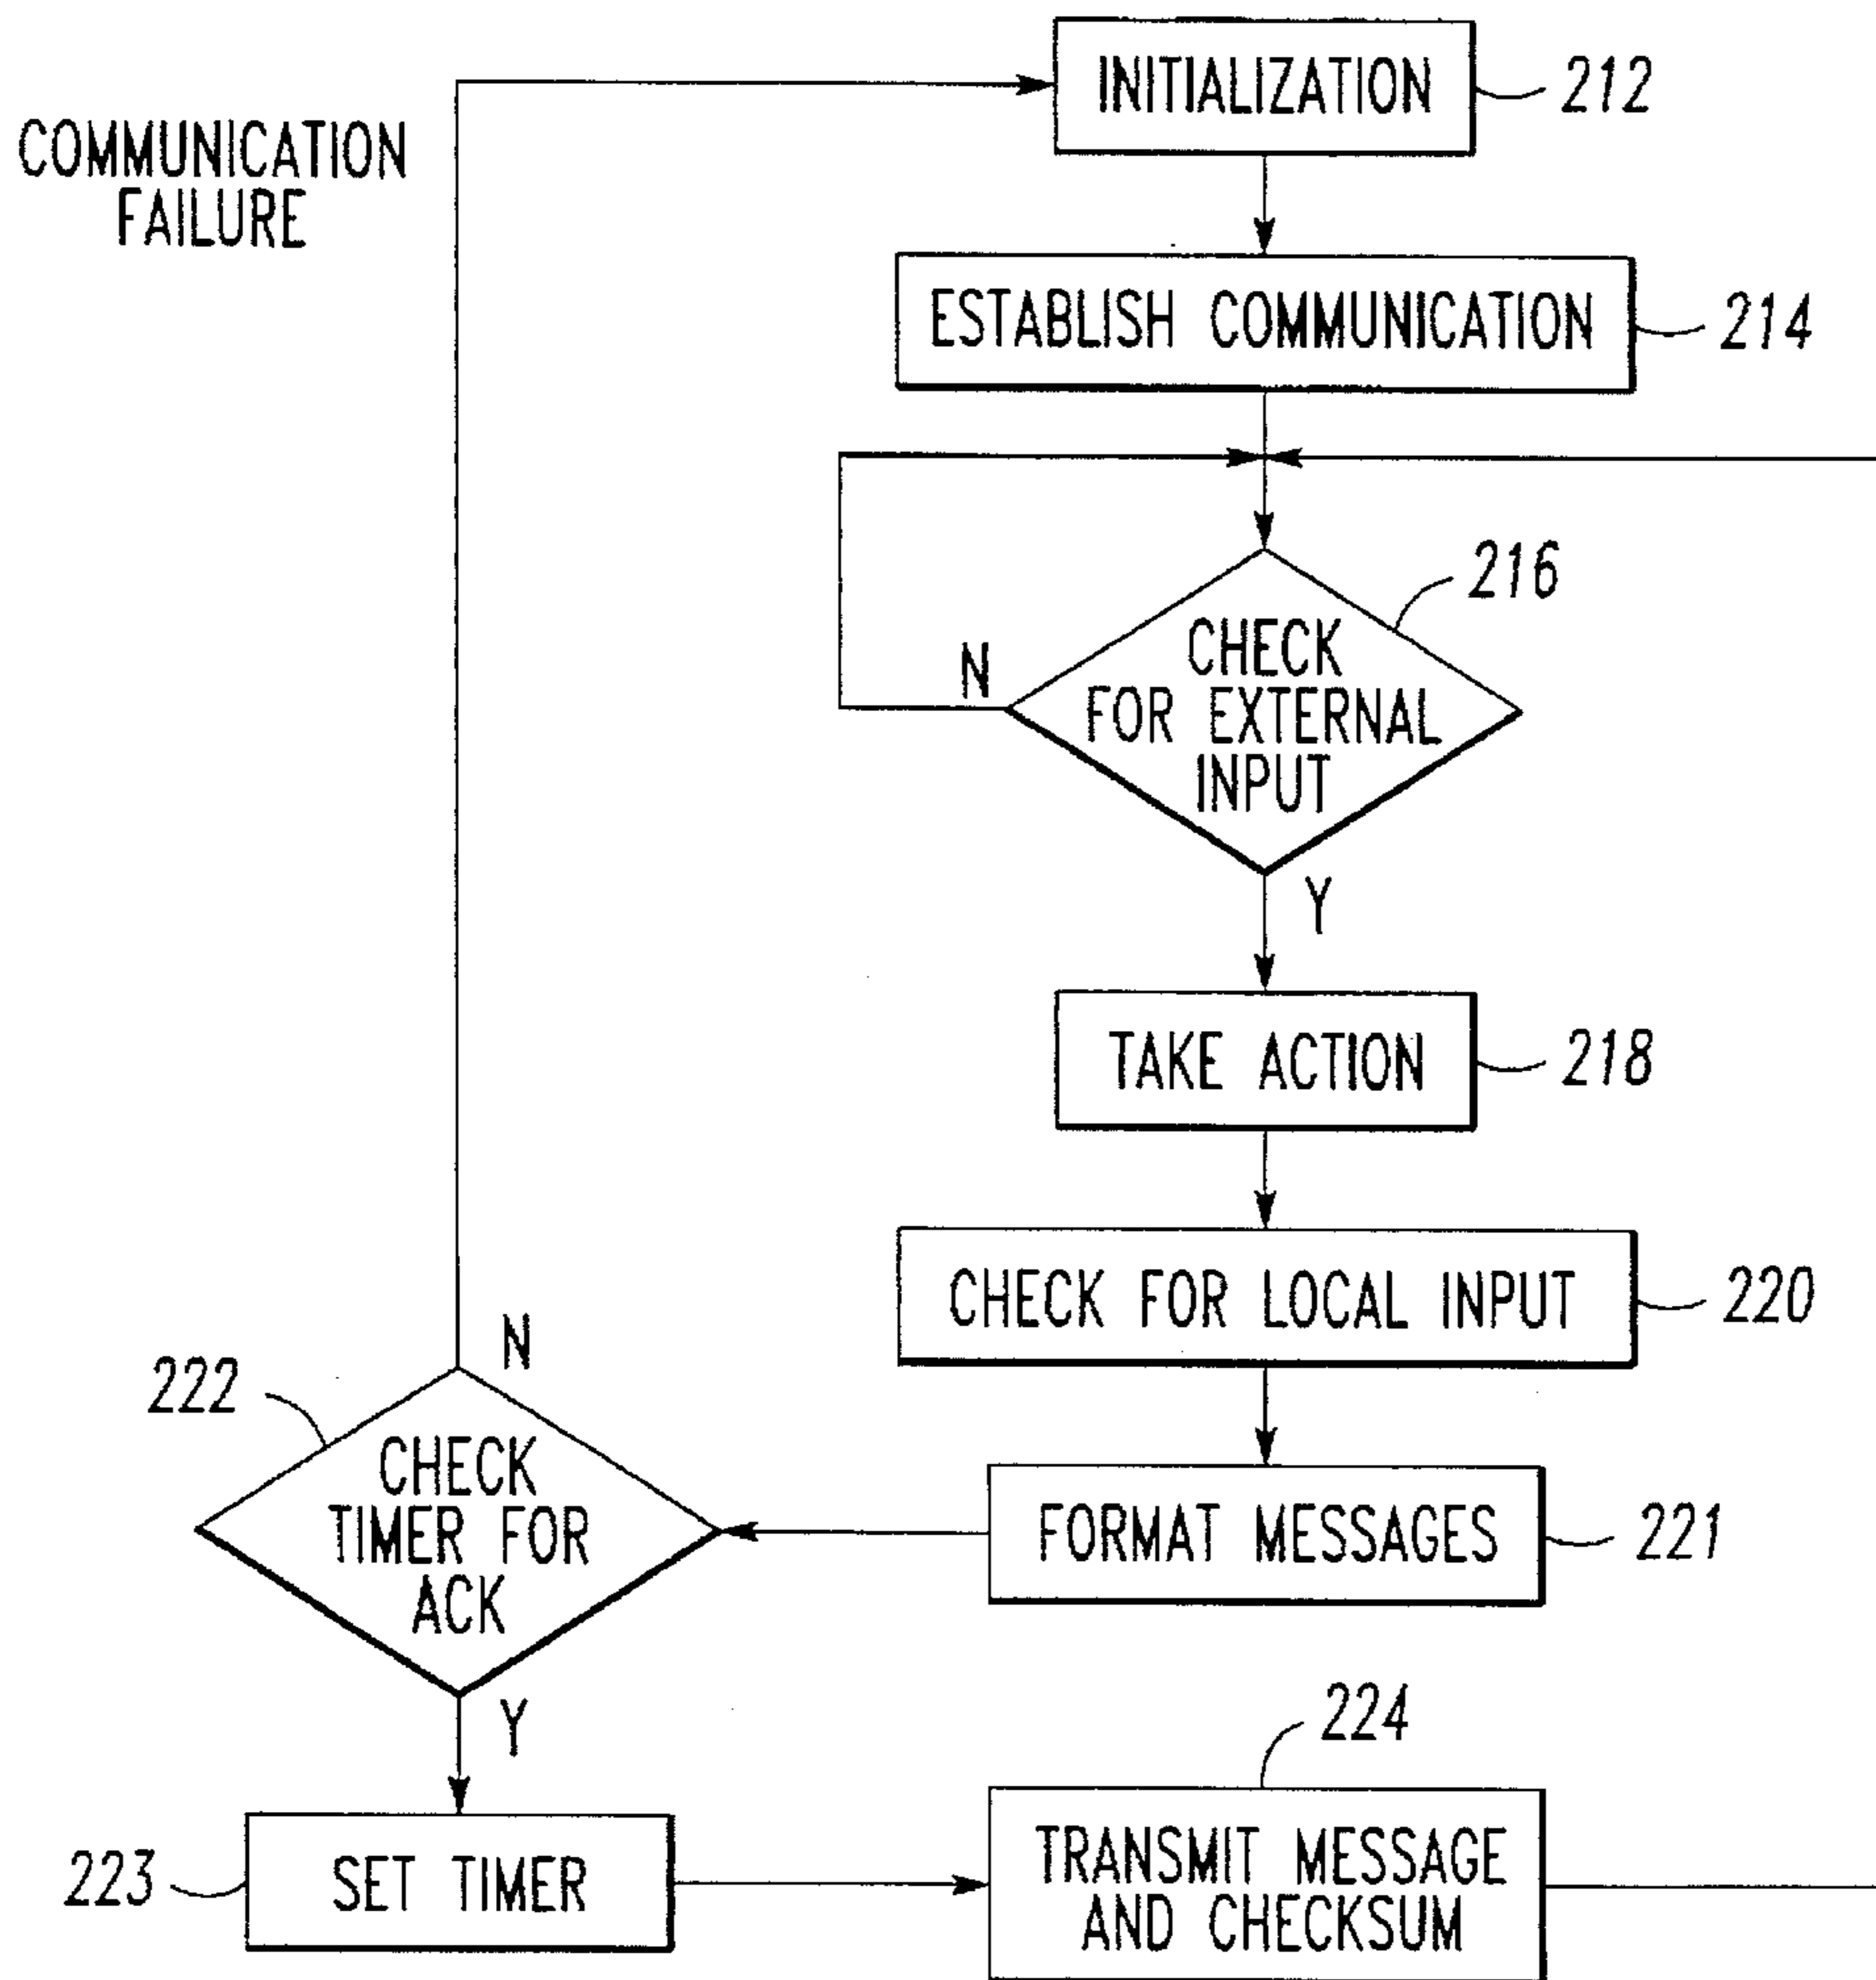 INITIALIZATION
212
COMMUNICATION
FAILURE
ESTABLISH COMMUNICATION
214
216
CHECK
FOR EXTERNAL
INPUT
N
Y
TAKE ACTION
218
CHECK FOR LOCAL INPUT
220
N
222
CHECK
TIMER FOR
ACK
FORMAT MESSAGES
221
Y
224
223
SET TIMER
TRANSMIT MESSAGE
AND CHECKSUM